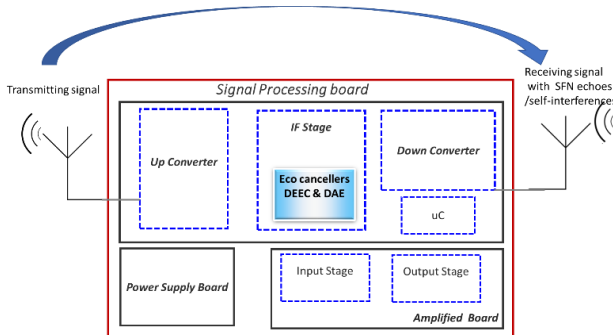 Transmitting signal
Receiving signal
with SFN echoes
/self-interferences
Signal Processing board
Up Converter
IF Stage
Eco cancellers
DEEC & DAE
Down Converter
uC
Power Supply Board
Input Stage
Output Stage
Amplified Board